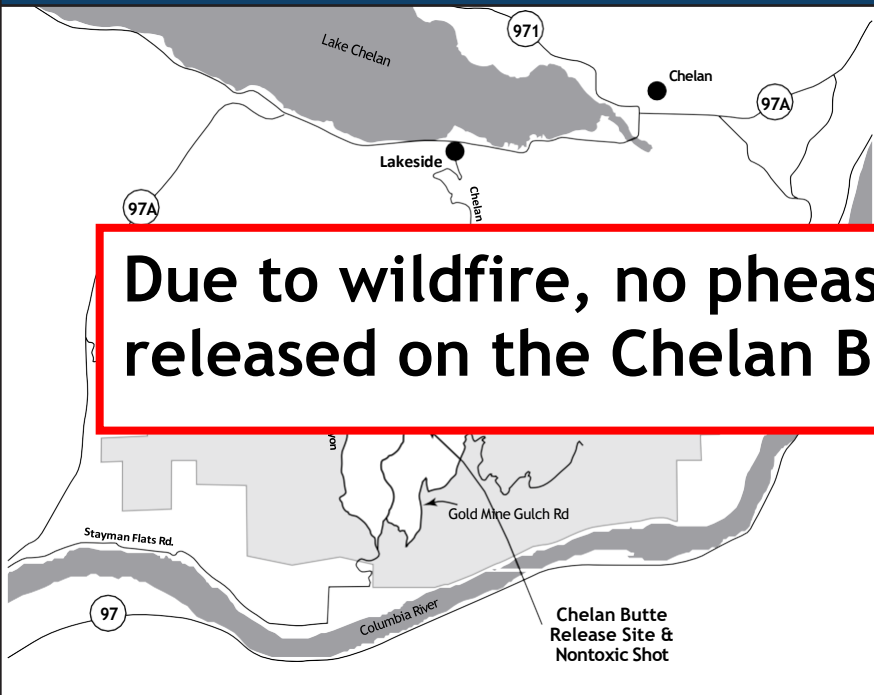 971
Lake Chelan
Chelan
97A
Lakeside
97A
Chelan
Due to wildfire, no pheas
released on the Chelan B
yon
Gold Mine Gulch Rd
Stayman Flats Rd.
97
Columbia River
Chelan Butte
Release Site &
Nontoxic Shot